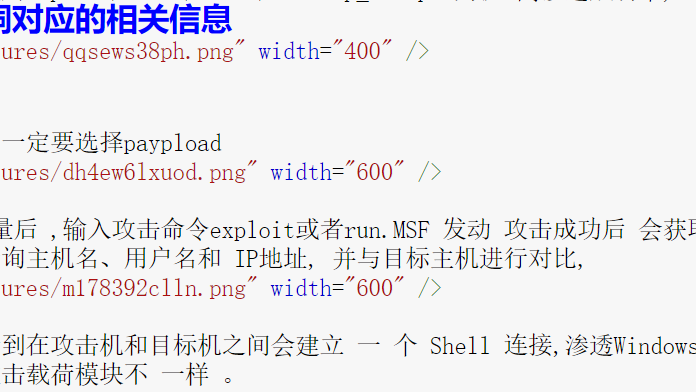 词对应的相关信息
ures/qqsews38ph.png" width="400" />
一定要选择paypload
ures/dh4ew6lxuod.png" width="600" />
量后 ,输入攻击命令exploit或者run.MSF 发动 攻击成功后 会获取
询主机名、用户名和 IP地址, 并与目标主机进行对比,
ures/m178392clln.png" width="600" />
到在攻击机和目标机之间会建立 一 个 Shell 连接,渗透Windows
击载荷模块不 一样 。